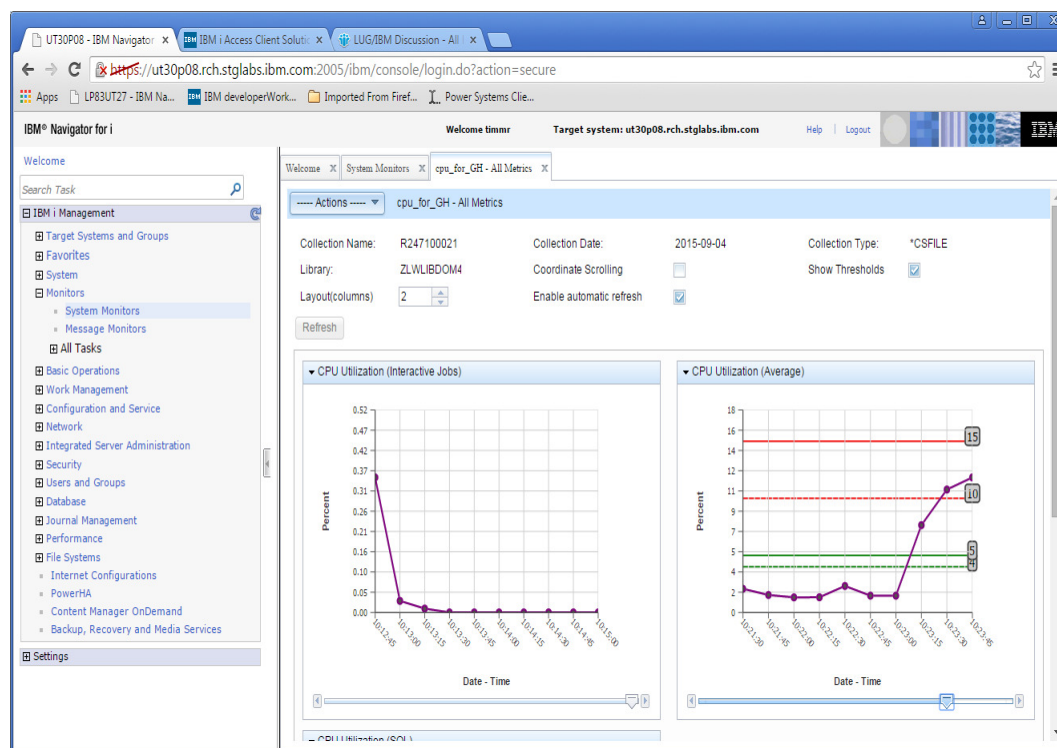 UT30P08 - IBM Navigator
IBM i Access Client Soluti
LUG/IBM Discussion - All
https://ut30p08.rch.stglabs.ibm.com:2005/ibm/console/login.do?action=secure
Apps
LP83UT27 - IBM Na...
IBM developerWork...
Imported From Firef...
Power Systems Clie...
IBM® Navigator for i
Welcome timmr
Target system: ut30p08.rch.stglabs.ibm.com
Help
Logout
IBM
Welcome
Search Task
IBM i Management
Target Systems and Groups
Favorites
System
Monitors
System Monitors
Message Monitors
All Tasks
Basic Operations
Work Management
Configuration and Service
Network
Integrated Server Administration
Security
Users and Groups
Database
Journal Management
Performance
File Systems
Internet Configurations
PowerHA
Content Manager OnDemand
Backup, Recovery and Media Services
Settings
Welcome X
System Monitors X
cpu_for_GH - All Metrics X
----- Actions -----
cpu_for_GH - All Metrics
Collection Name: R247100021
Collection Date: 2015-09-04
Collection Type: *CSFILE
Library: ZLWLIBDOM4
Coordinate Scrolling
Show Thresholds
Layout(columns) 2
Enable automatic refresh
Refresh
CPU Utilization (Interactive Jobs)
0.52
0.47
0.42
0.37
0.31
0.26
0.21
0.16
0.10
0.05
0.00
Percent
10:12:45
10:13:00
10:13:15
10:13:30
10:13:45
10:14:00
10:14:15
10:14:30
10:14:45
10:15:00
Date - Time
CPU Utilization (Average)
18
16
14
12
11
9
7
5
4
2
0
Percent
15
10
5
4
10:21:30
10:21:45
10:22:00
10:22:15
10:22:30
10:22:45
10:23:00
10:23:15
10:23:30
10:23:45
Date - Time
CPU Utilization (SQL)